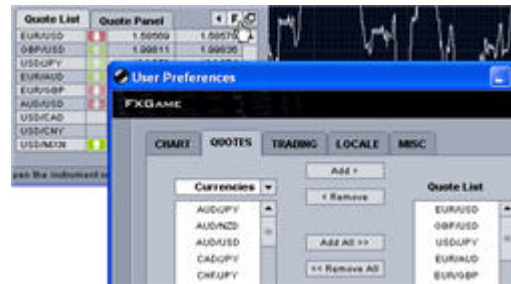 Quote List Quote Panel F
EUR/USD 1.58569
GBP/USD 1.99811 1.99836
USD/JPY
EUR/AUD
EUR/GBP
AUD/USD
USD/CAD
USD/CNY
USD/MXN
User Preferences
FXGAME
CHART QUOTES TRADING LOCALE MISC
Add >
Currencies Quote List
< Remove
AUD/JPY EUR/USD
AUD/NZD GBP/USD
AUD/USD Add All >> USD/JPY
CAD/JPY EUR/AUD
CHF/JPY << Remove All EUR/GBP